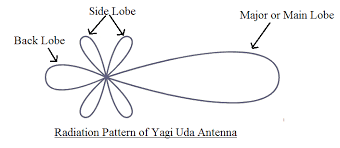 Side Lobe
Major or Main Lobe
Back Lobe
Radiation Pattern of Yagi Uda Antenna